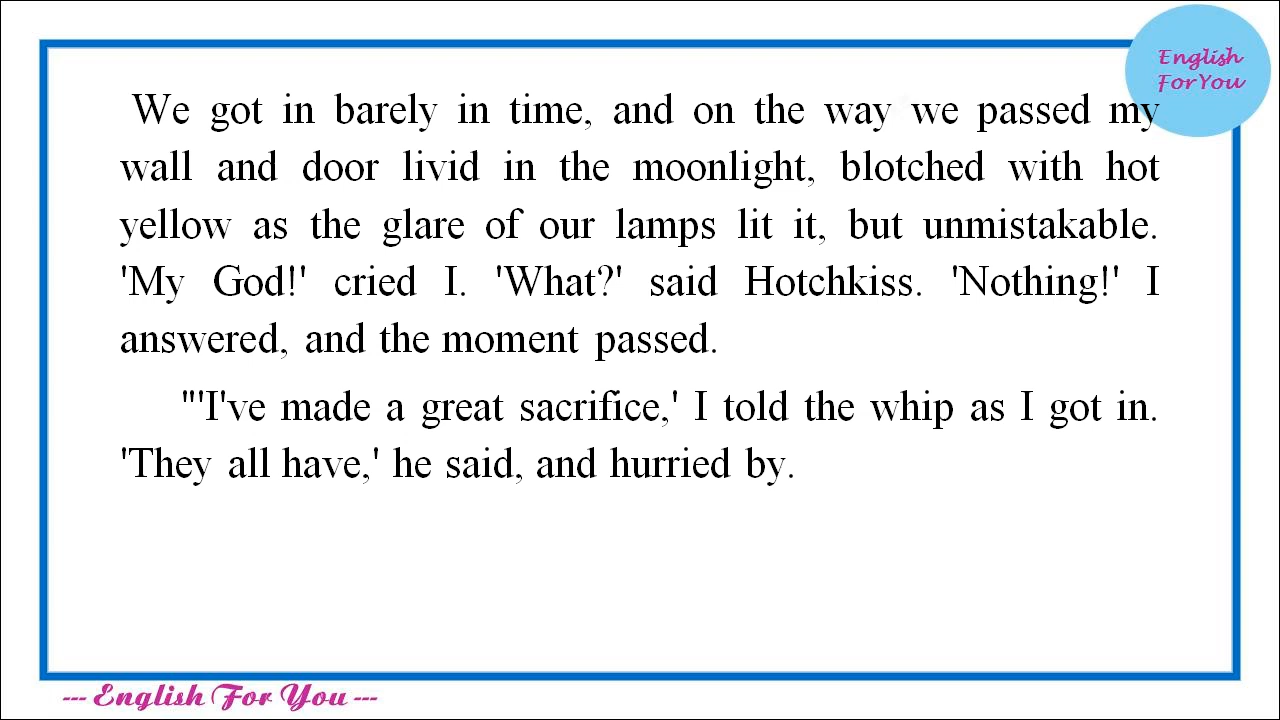 English
ForYou
We got in barely in time, and on the way we passed my
wall and door livid in the moonlight, blotched with hot
yellow as the glare of our lamps lit it, but unmistakable.
'My God!' cried I. 'What?' said Hotchkiss. 'Nothing!' I
answered, and the moment passed.
"'I've made a great sacrifice,' I told the whip as I got in.
'They all have,' he said, and hurried by.
--- English For You ---